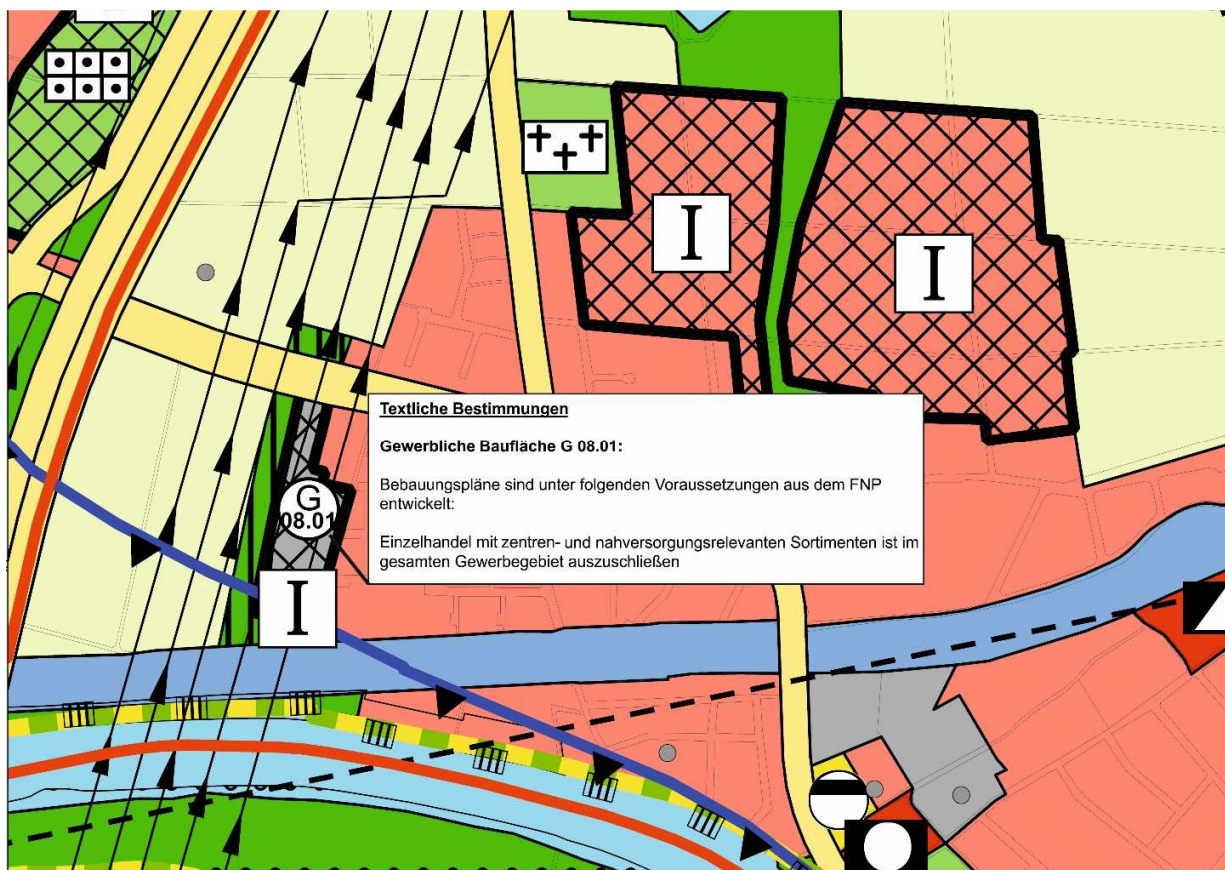 I
I
Textliche Bestimmungen
Gewerbliche Baufläche G 08.01:
Bebauungspläne sind unter folgenden Voraussetzungen aus dem FNP
entwickelt:
Einzelhandel mit zentren- und nahversorgungsrelevanten Sortimenten ist im
gesamten Gewerbegebiet auszuschließen
G
08.01
I